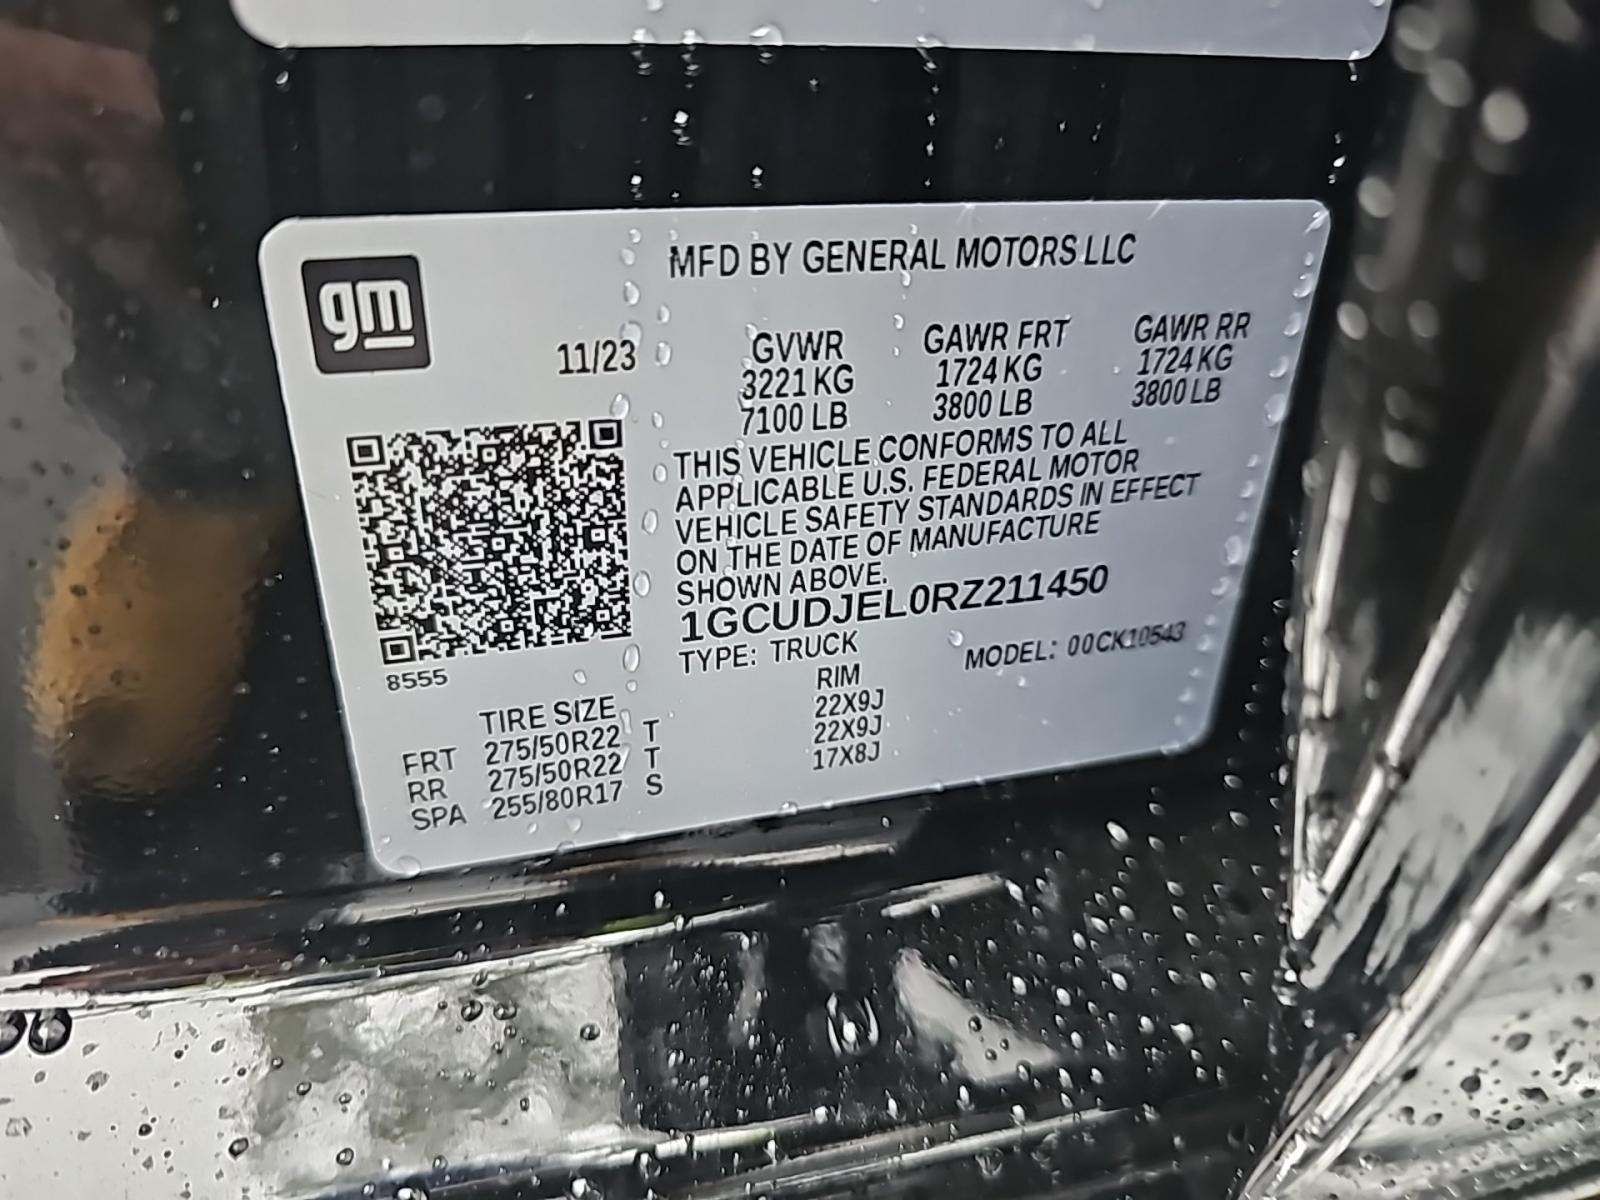 gm
MFD BY GENERAL MOTORS LLC
11/23
GVWR GAWR FRT GAWR RR
3221 KG 1724 KG 1724 KG
7100 LB 3800 LB 3800 LB
THIS VEHICLE CONFORMS TO ALL
APPLICABLE U.S. FEDERAL MOTOR
VEHICLE SAFETY STANDARDS IN EFFECT
ON THE DATE OF MANUFACTURE
SHOWN ABOVE.
1GCUDJEL0RZ211450
TYPE: TRUCK MODEL: 00CK10543
8555
TIRE SIZE RIM
FRT 275/50R22 T 22X9J
RR 275/50R22 T 22X9J
SPA 255/80R17 S 17X8J